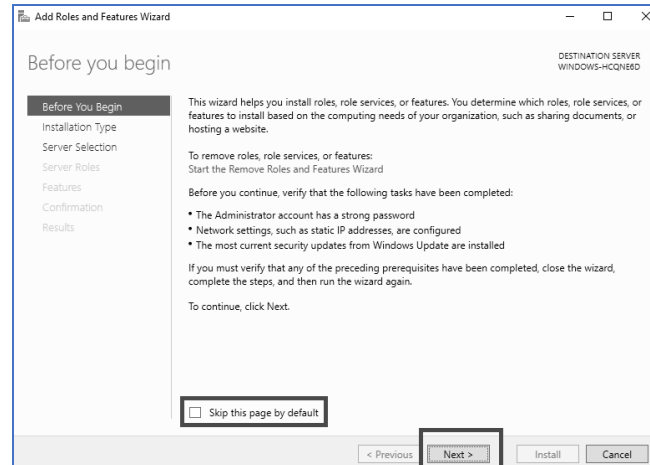 Add Roles and Features Wizard
Before you begin
DESTINATION SERVER
WINDOWS-HCQNE6D
Before You Begin
Installation Type
Server Selection
Server Roles
Features
Confirmation
Results
This wizard helps you install roles, role services, or features. You determine which roles, role services, or
features to install based on the computing needs of your organization, such as sharing documents, or
hosting a website.
To remove roles, role services, or features:
Start the Remove Roles and Features Wizard
Before you continue, verify that the following tasks have been completed:
• The Administrator account has a strong password
• Network settings, such as static IP addresses, are configured
• The most current security updates from Windows Update are installed
If you must verify that any of the preceding prerequisites have been completed, close the wizard,
complete the steps, and then run the wizard again.
To continue, click Next.
Skip this page by default
< Previous
Next >
Install
Cancel